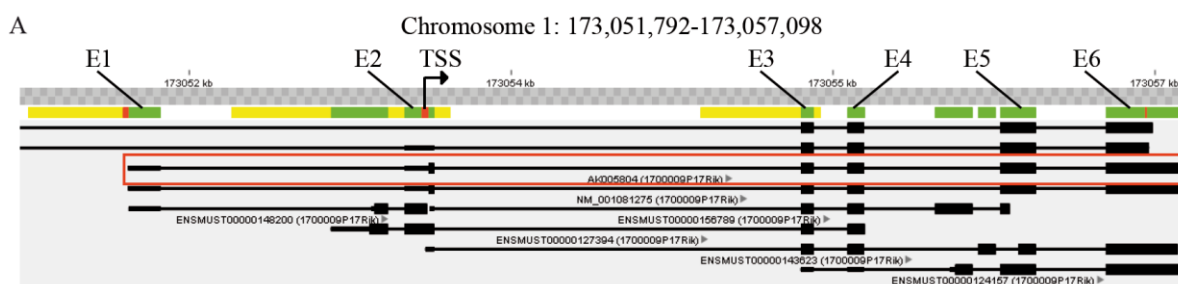 A
Chromosome 1: 173,051,792-173,057,098
E1 E2 TSS E3 E4 E5 E6
173052 kb 173054 kb 173055 kb 173057 kb
AK005804 (1700009P17Rik)
NM_001081275 (1700009P17Rik)
ENSMUST00000148200 (1700009P17Rik) ENSMUST00000156789 (1700009P17Rik)
ENSMUST00000127394 (1700009P17Rik)
ENSMUST00000143623 (1700009P17Rik)
ENSMUST00000124157 (1700009P17Rik)